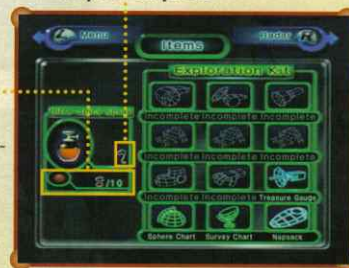 Menu
Items
Radar
R
Exploration Kit
Incomplete Incomplete Incomplete
2
Incomplete Incomplete Incomplete
8/10
Incomplete Incomplete Treasure Gauge
Sphere Chart Survey Chart Napsack